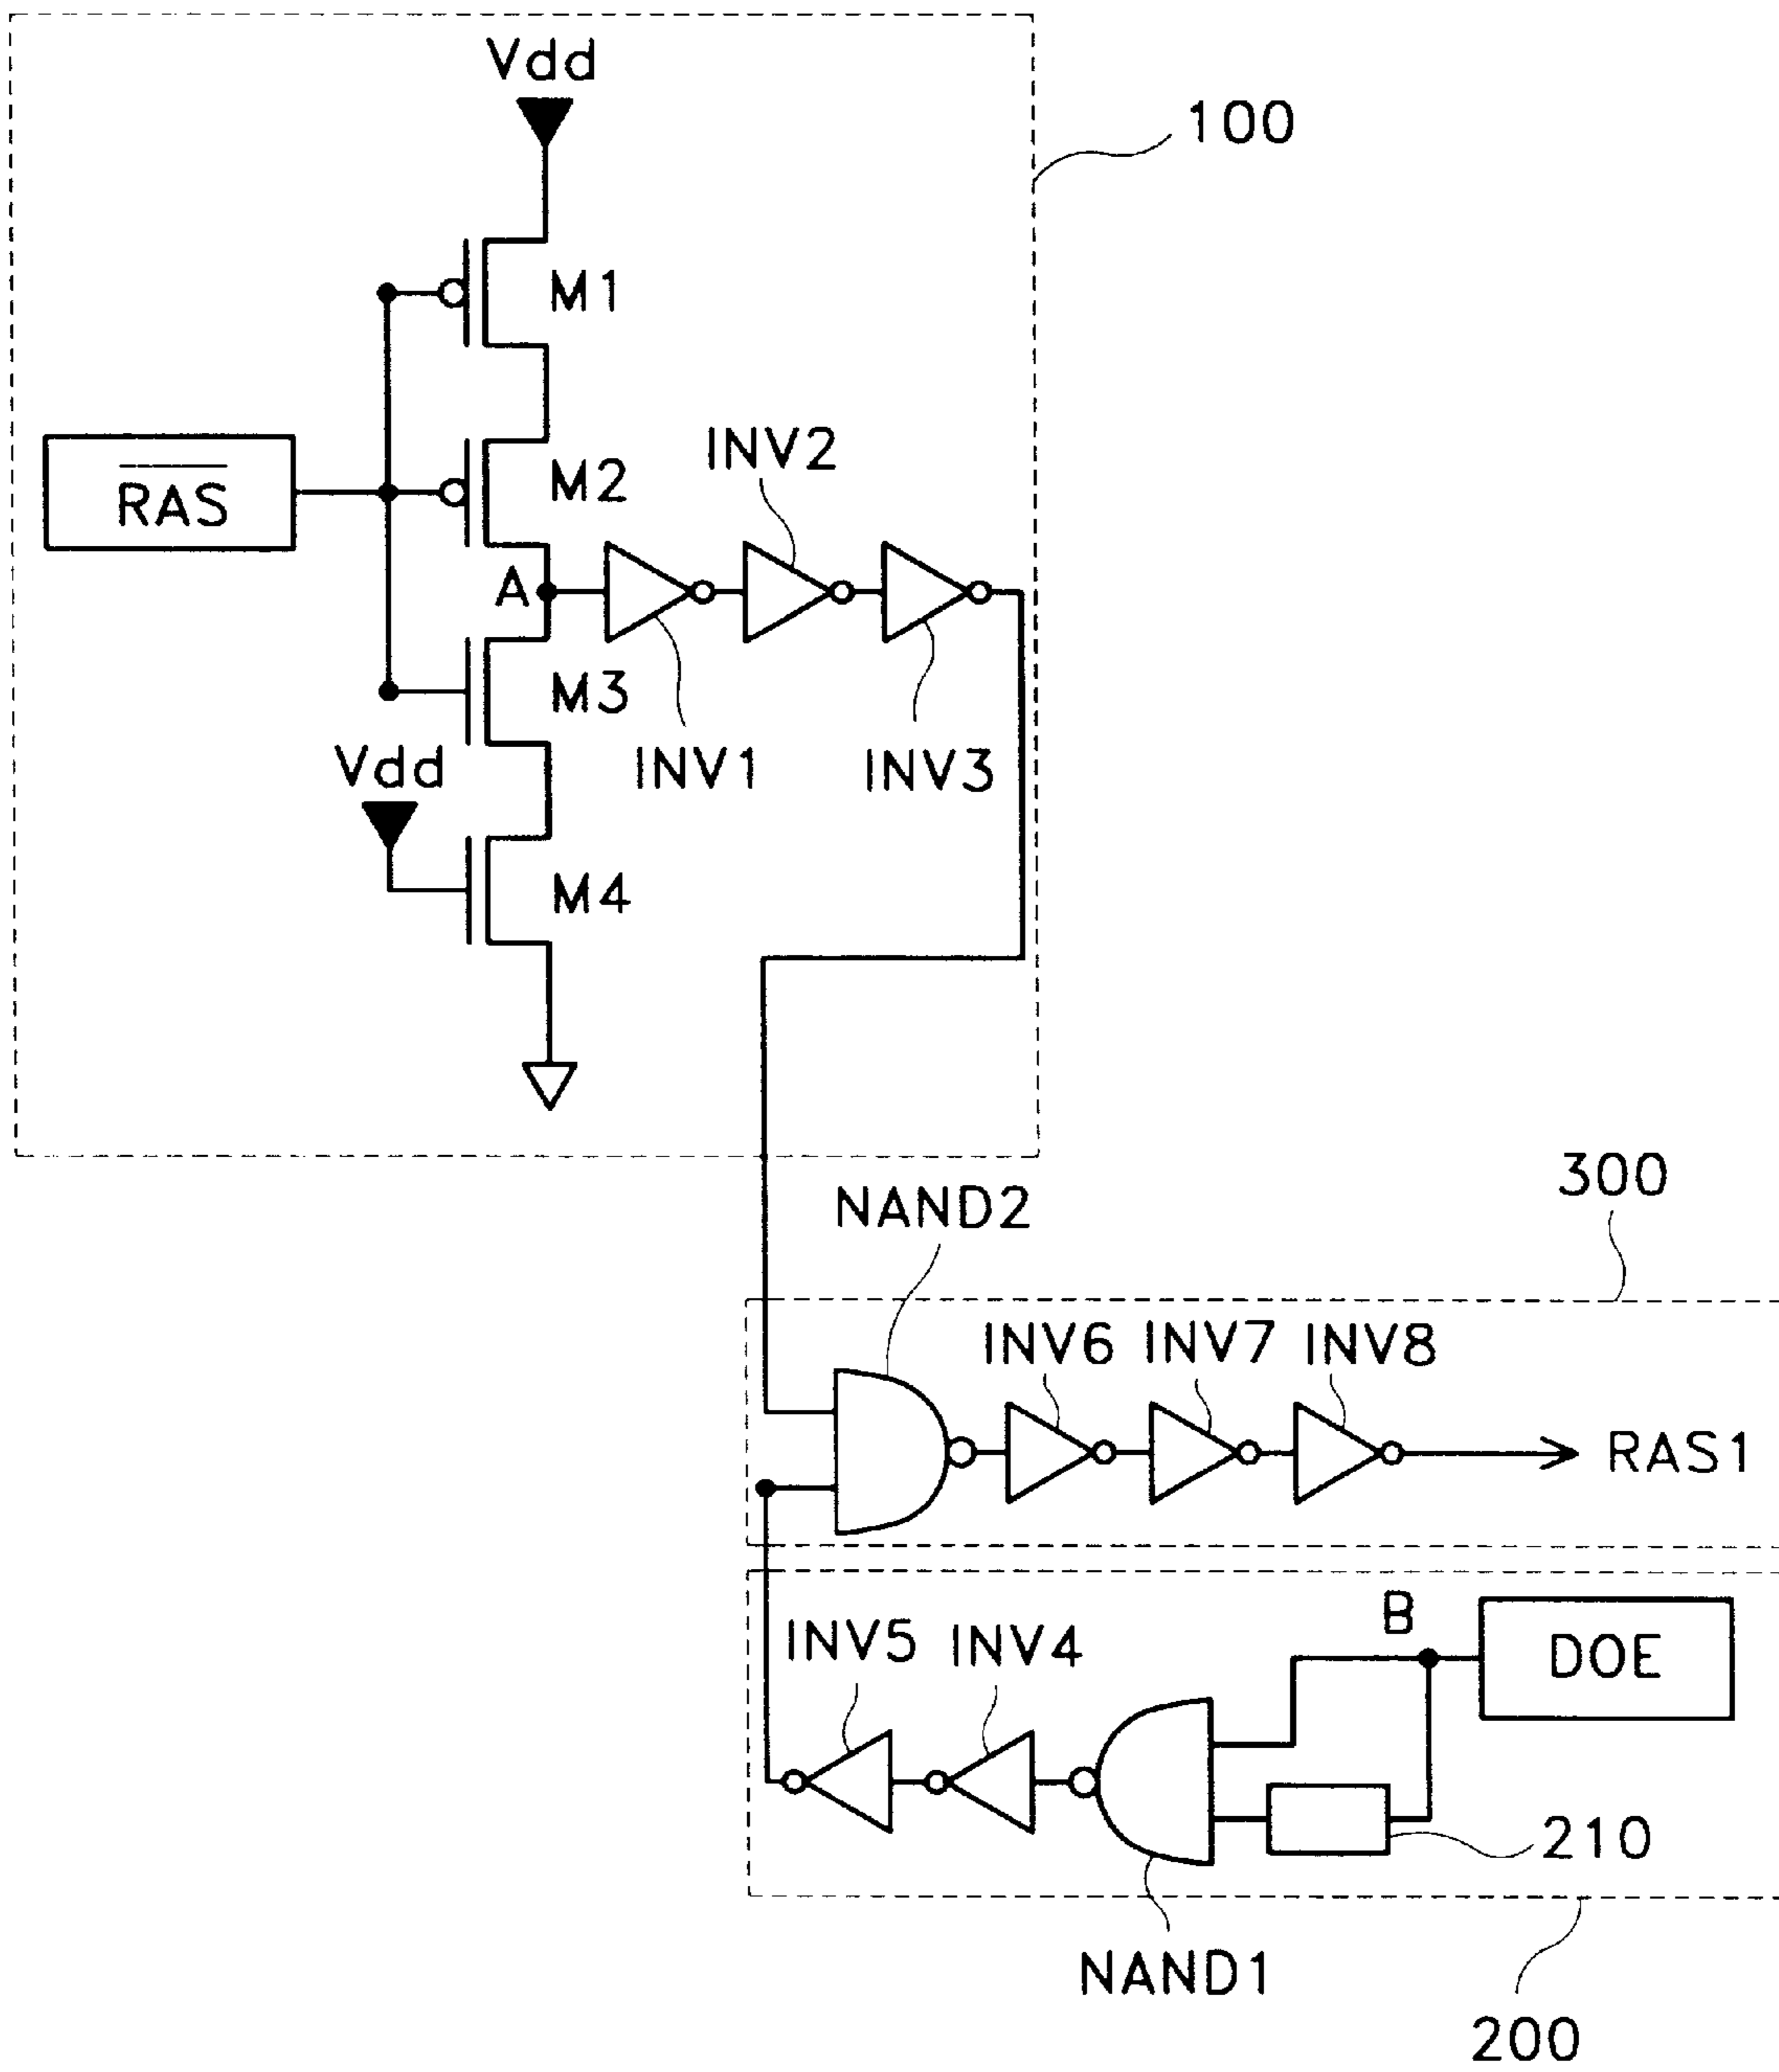 Vdd
100
M1
R̅A̅S̅
M2
INV2
A
M3
INV1
INV3
Vdd
M4
300
NAND2
INV6
INV7
INV8
RAS1
B
DOE
INV5
INV4
210
NAND1
200